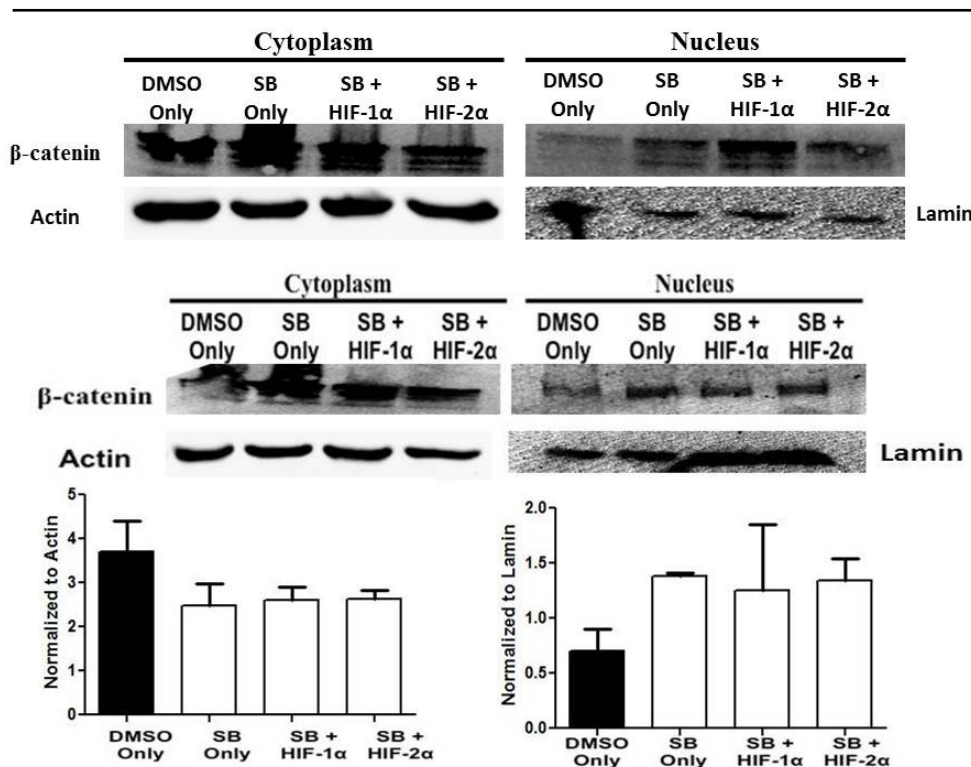 Cytoplasm Nucleus
DMSO SB SB + SB + DMSO SB SB + SB +
Only Only HIF-1α HIF-2α Only Only HIF-1α HIF-2α
β-catenin
Actin Lamin
Cytoplasm Nucleus
DMSO SB SB + SB + DMSO SB SB + SB +
Only Only HIF-1α HIF-2α Only Only HIF-1α HIF-2α
β-catenin
Actin Lamin
Normalized to Actin
5
4
3
2
1
0
DMSO SB SB + SB +
Only Only HIF-1α HIF-2α
Normalized to Lamin
2.0
1.5
1.0
0.5
0.0
DMSO SB SB + SB +
Only Only HIF-1α HIF-2α